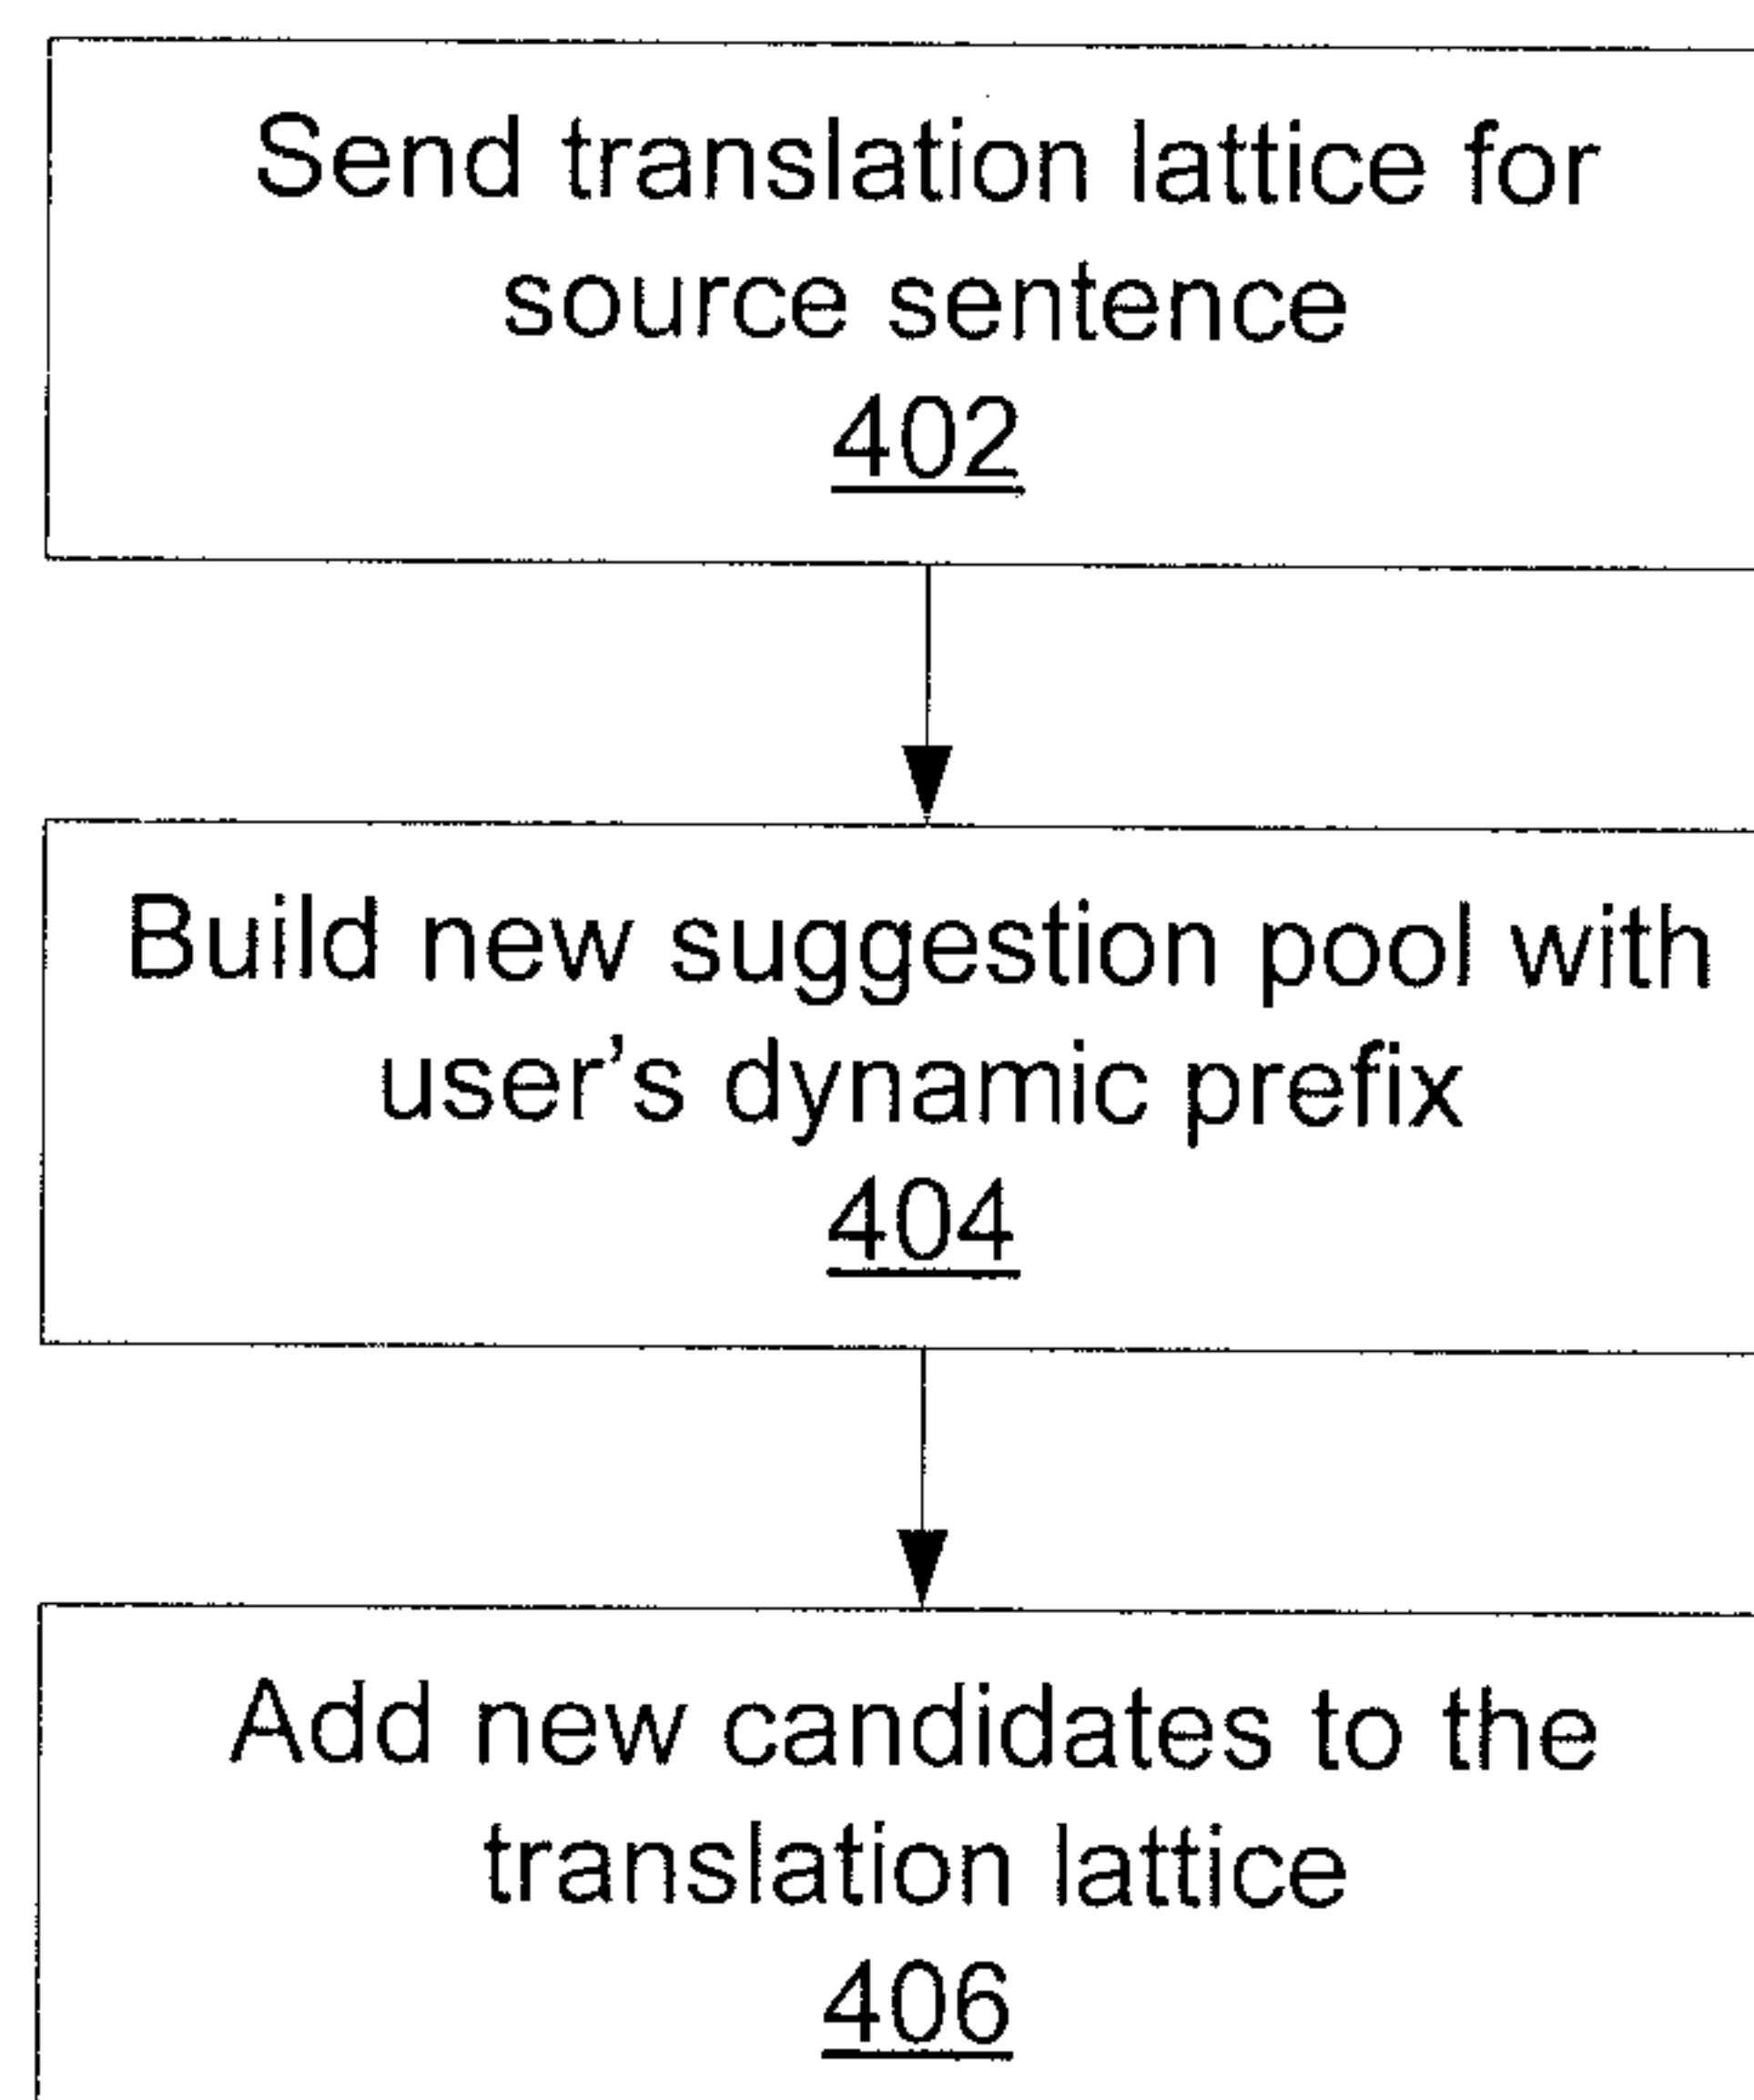 Send translation lattice for
source sentence
402
Build new suggestion pool with
user's dynamic prefix
404
Add new candidates to the
translation lattice
406